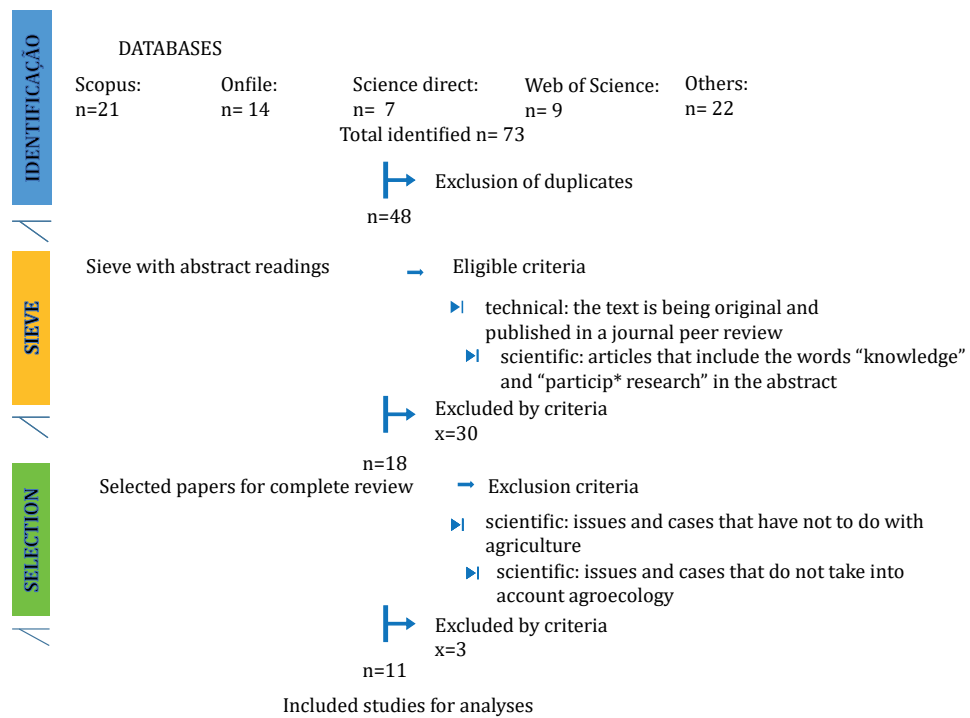 IDENTIFICAÇÃO
DATABASES
Scopus:
n=21
Onfile:
n= 14
Science direct:
n= 7
Web of Science:
n= 9
Others:
n= 22
Total identified n= 73
Exclusion of duplicates
n=48
SIEVE
Sieve with abstract readings
Eligible criteria
technical: the text is being original and
published in a journal peer review
scientific: articles that include the words “knowledge”
and “particip* research” in the abstract
Excluded by criteria
x=30
n=18
SELECTION
Selected papers for complete review
Exclusion criteria
scientific: issues and cases that have not to do with
agriculture
scientific: issues and cases that do not take into
account agroecology
Excluded by criteria
x=3
n=11
Included studies for analyses